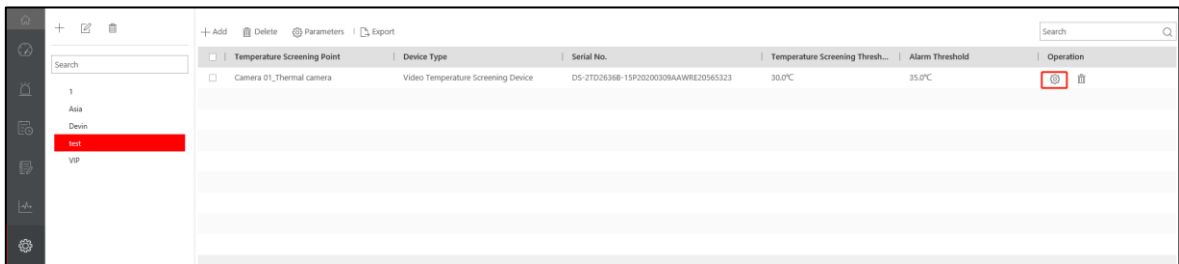 Add Delete Parameters Export Search
Search
Temperature Screening Point Device Type Serial No. Temperature Screening Thresh... Alarm Threshold Operation
Camera 01_Thermal camera Video Temperature Screening Device DS-2TD2636B-15P20200309AAWRE20565323 30.0℃ 35.0℃
1
Asia
Devin
test
VIP